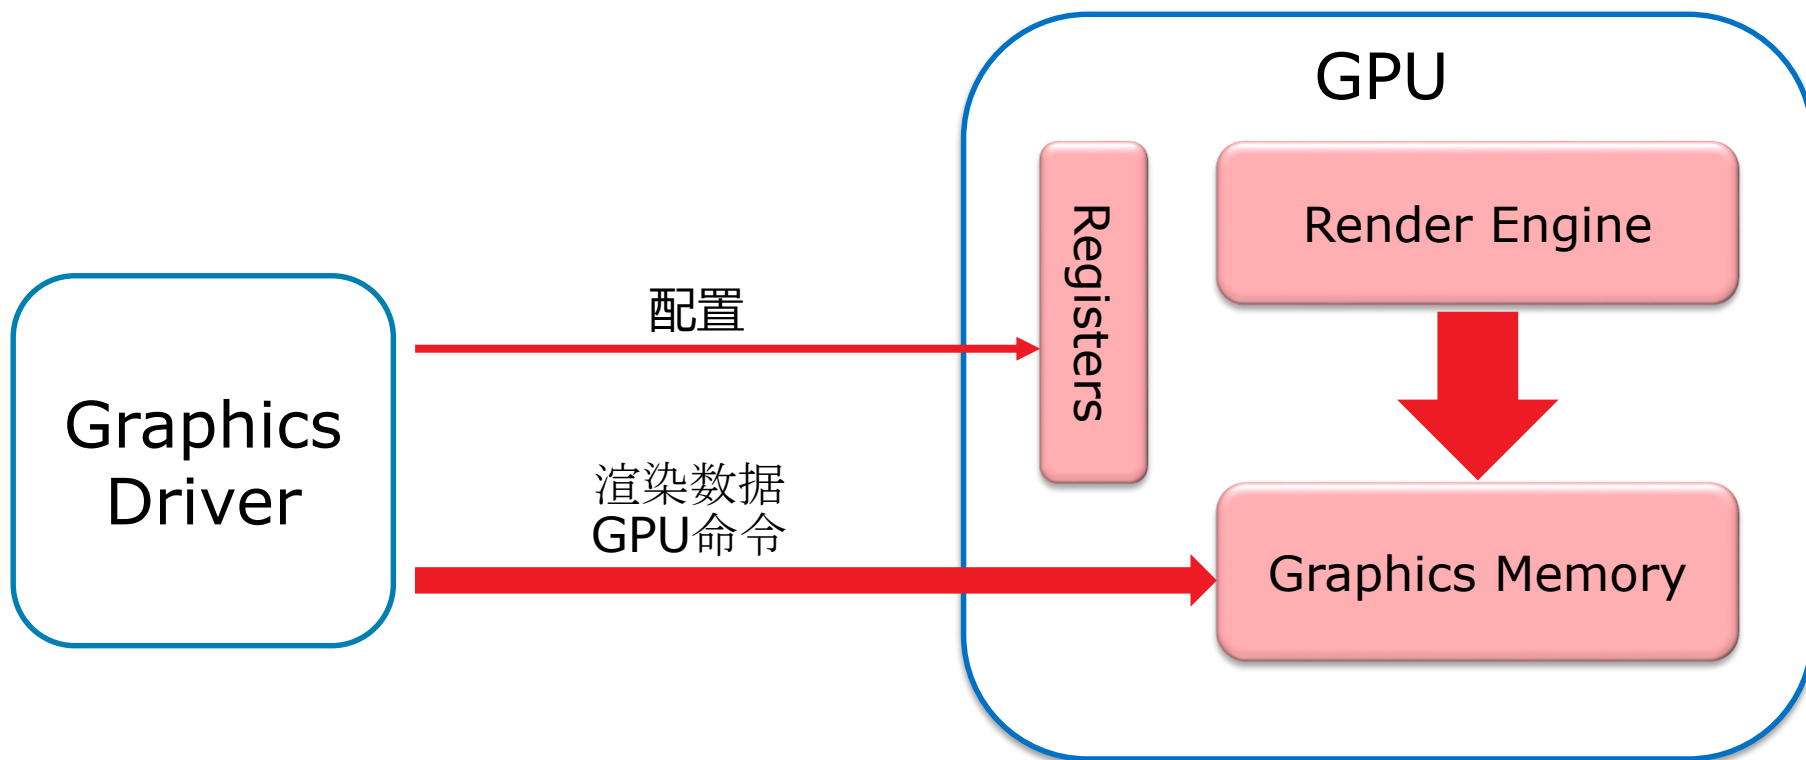 GPU
Registers
Render Engine
配置
Graphics
Driver
渲染数据
GPU命令
Graphics Memory